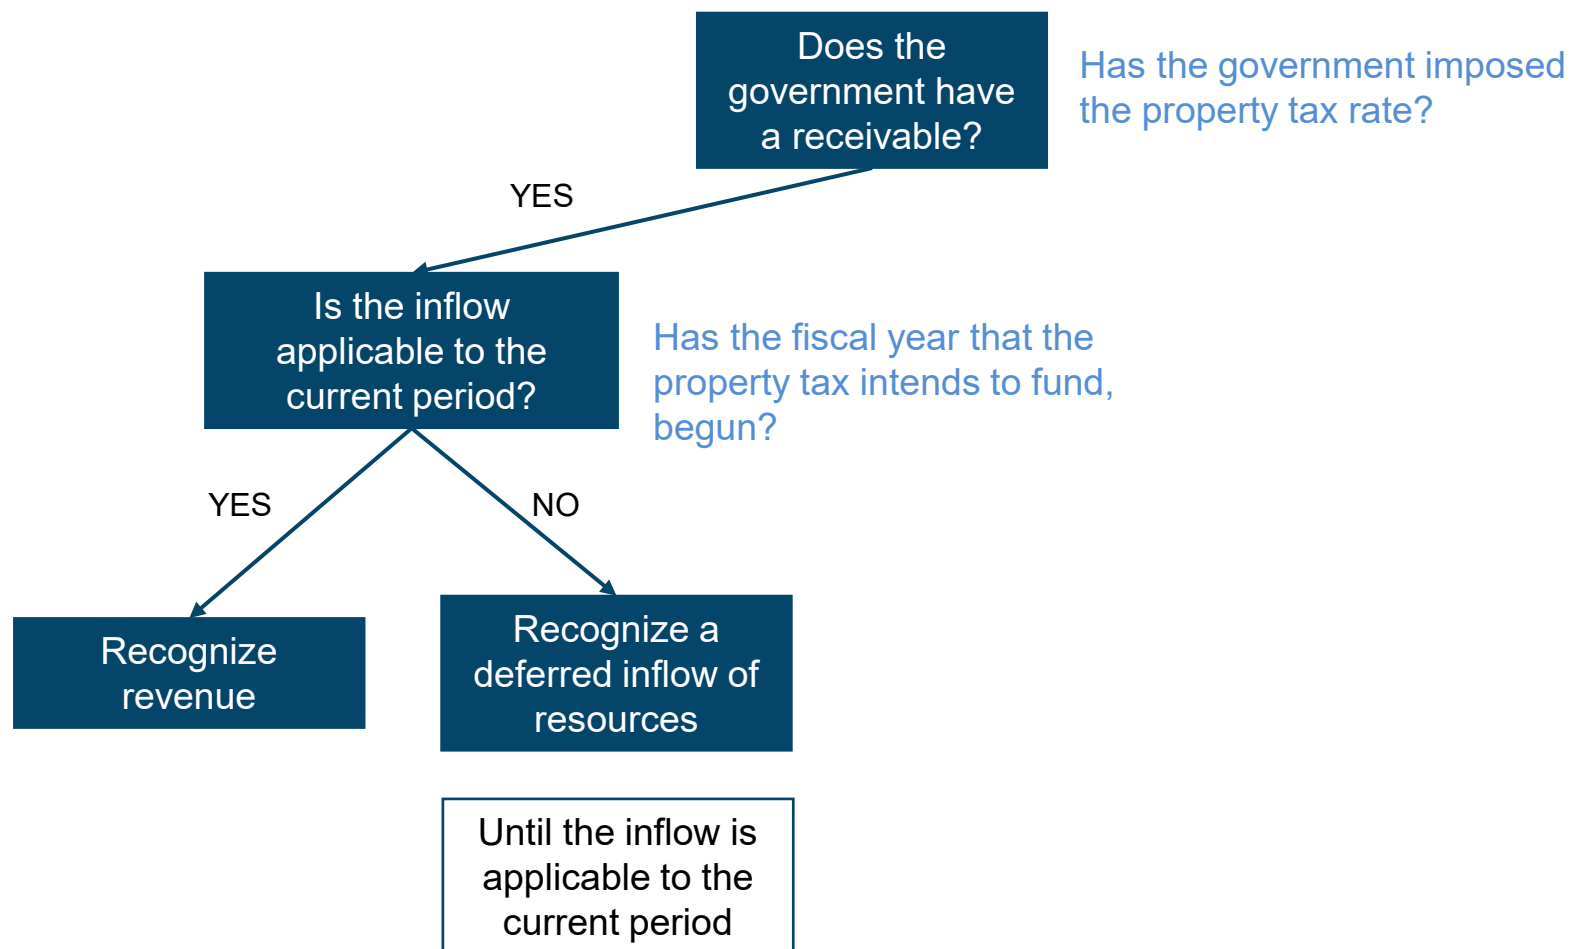 Does the
government have
a receivable?
Has the government imposed
the property tax rate?
YES
Is the inflow
applicable to the
current period?
Has the fiscal year that the
property tax intends to fund,
begun?
YES
NO
Recognize
revenue
Recognize a
deferred inflow of
resources
Until the inflow is
applicable to the
current period